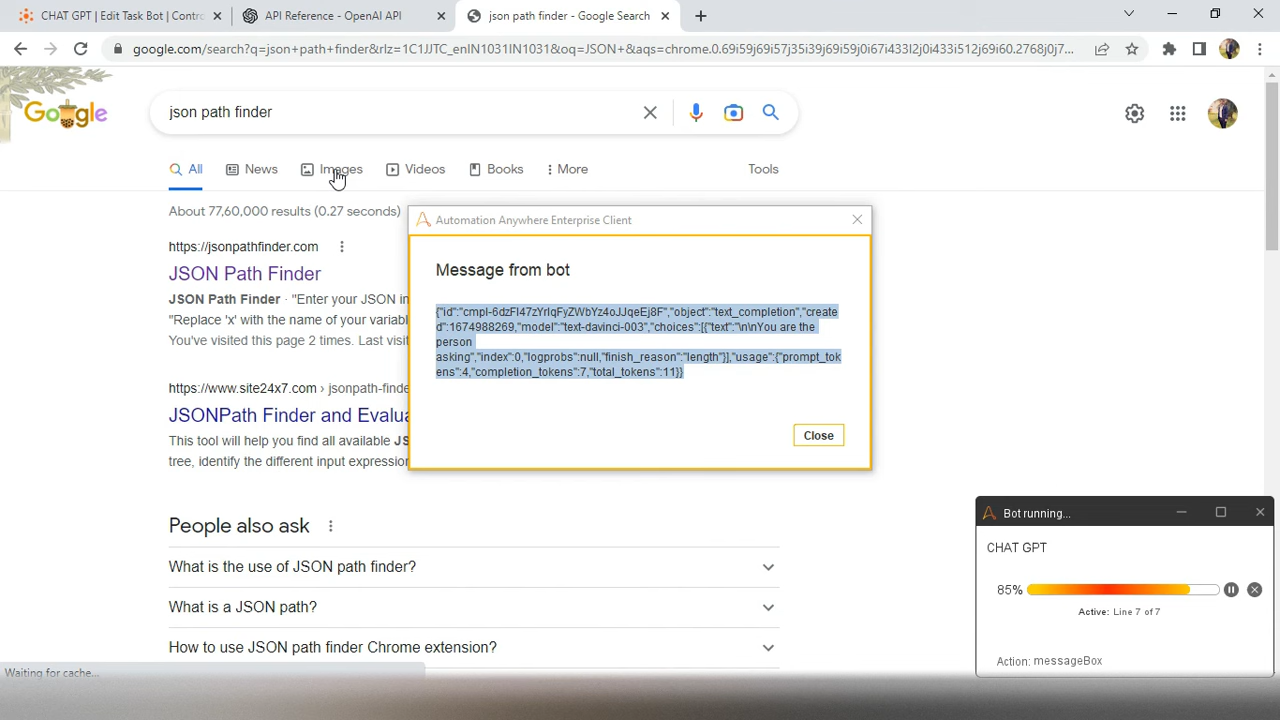 CHAT GPT | Edit Task Bot | Contro
API Reference - OpenAI API
json path finder - Google Search
google.com/search?q=json+path+finder&rlz=1C1JJTC_enIN1031IN1031&oq=JSON+&aqs=chrome.0.69i59j69i57j35i39j69i59j0i67i433l2j0i433i512j69i60.2768j0j7...
Google
json path finder
All
News
Images
Videos
Books
More
Tools
About 77,60,000 results (0.27 seconds)
https://jsonpathfinder.com
JSON Path Finder
JSON Path Finder · "Enter your JSON in
"Replace 'x' with the name of your variabl
You've visited this page 2 times. Last visit
https://www.site24x7.com › jsonpath-finder
JSONPath Finder and Evalua
This tool will help you find all available JS
tree, identify the different input expression
People also ask
What is the use of JSON path finder?
What is a JSON path?
How to use JSON path finder Chrome extension?
Waiting for cache...
Automation Anywhere Enterprise Client
Message from bot
{"id":"cmpl-6dzFI47zYrIqFyZWbYz4oJJqeEj8F","object":"text_completion","create
d":1674988269,"model":"text-davinci-003","choices":[{"text":"\n\nYou are the
person
asking","index":0,"logprobs":null,"finish_reason":"length"}],"usage":{"prompt_tok
ens":4,"completion_tokens":7,"total_tokens":11}}
Close
Bot running...
CHAT GPT
85%
Active: Line 7 of 7
Action: messageBox